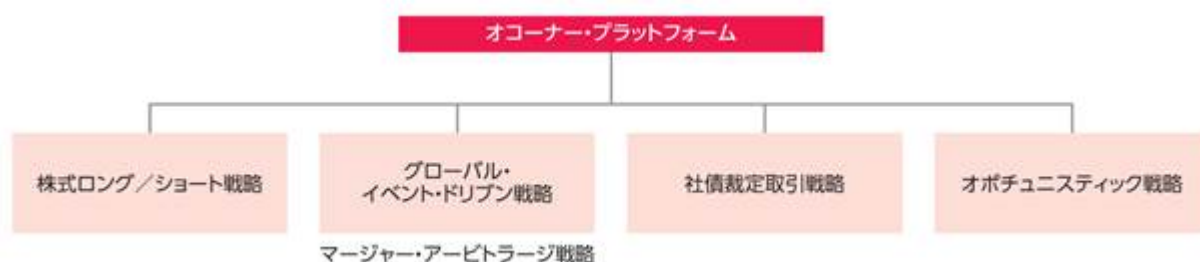 オコーナー・プラットフォーム
株式ロング／ショート戦略
グローバル・
イベント・ドリブン戦略
社債裁定取引戦略
オポチュニスティック戦略
マージャー・アービトラージ戦略